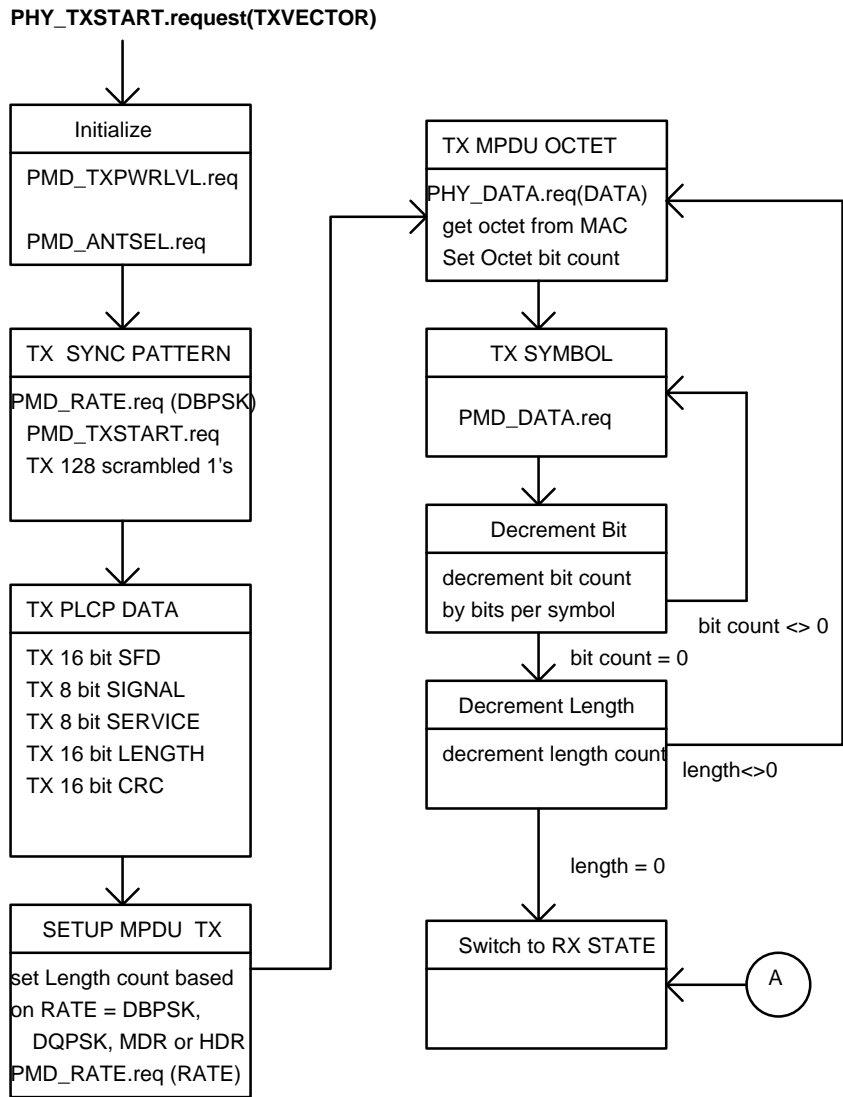 PHY_TXSTART.request(TXVECTOR)
Initialize
PMD_TXPWRLVL.req
PMD_ANTSEL.req
TX SYNC PATTERN
PMD_RATE.req (DBPSK)
PMD_TXSTART.req
TX 128 scrambled 1's
TX PLCP DATA
TX 16 bit SFD
TX 8 bit SIGNAL
TX 8 bit SERVICE
TX 16 bit LENGTH
TX 16 bit CRC
SETUP MPDU TX
set Length count based
on RATE = DBPSK,
DQPSK, MDR or HDR
PMD_RATE.req (RATE)
TX MPDU OCTET
PHY_DATA.req(DATA)
get octet from MAC
Set Octet bit count
TX SYMBOL
PMD_DATA.req
Decrement Bit
decrement bit count
by bits per symbol
bit count <> 0
bit count = 0
Decrement Length
decrement length count
length<>0
length = 0
Switch to RX STATE
A